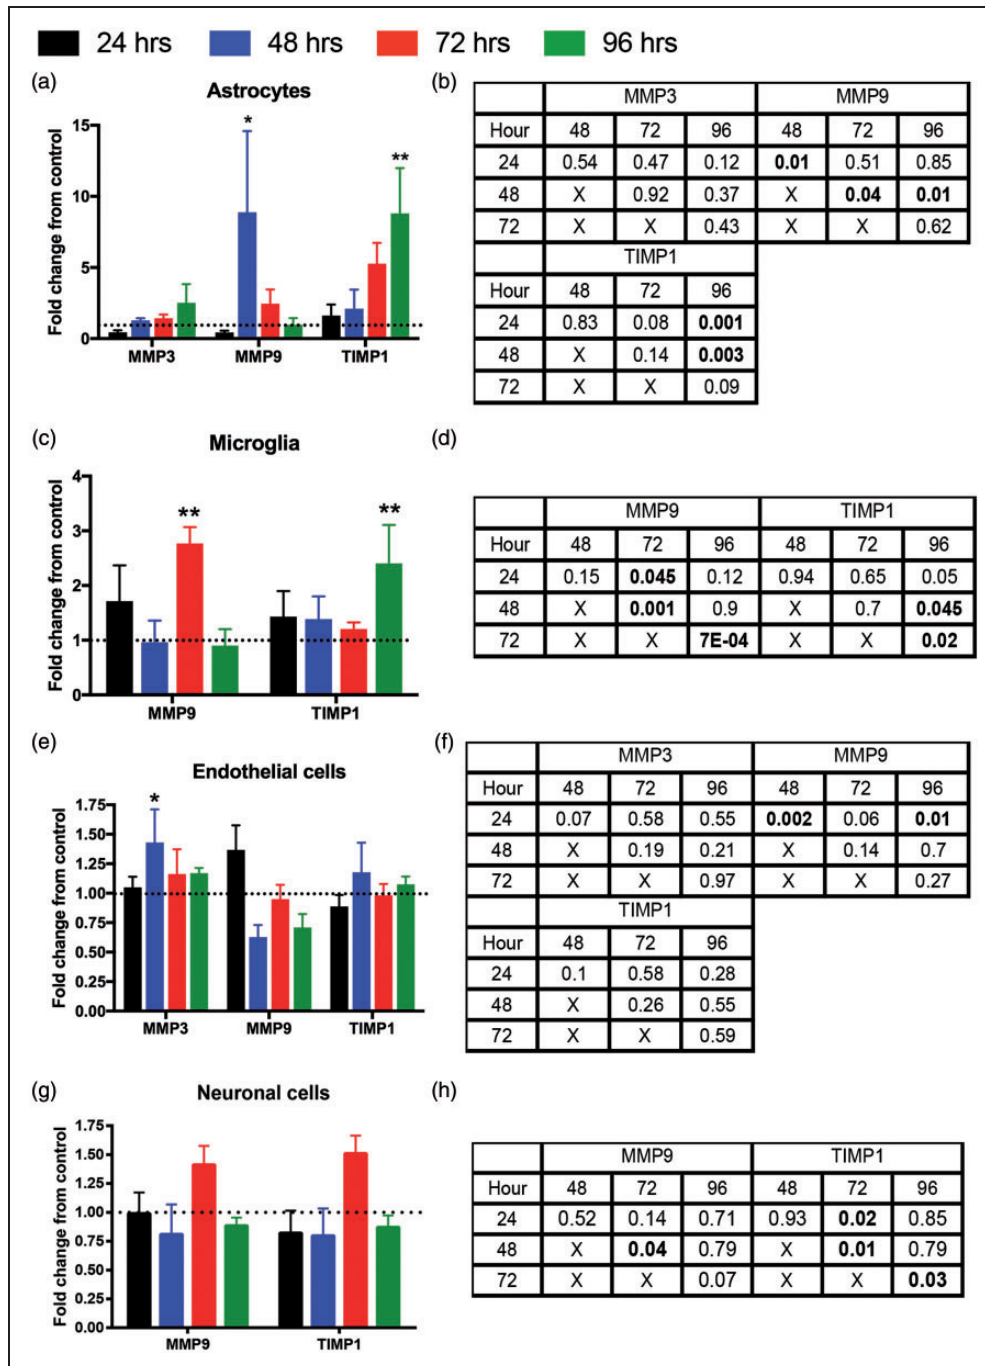 24 hrs 48 hrs 72 hrs 96 hrs
(a) Astrocytes
Fold change from control
15
10
5
0
* **
MMP3 MMP9 TIMP1
(b)
MMP3 MMP9
Hour 48 72 96 48 72 96
24 0.54 0.47 0.12 0.01 0.51 0.85
48 X 0.92 0.37 X 0.04 0.01
72 X X 0.43 X X 0.62
TIMP1
Hour 48 72 96
24 0.83 0.08 0.001
48 X 0.14 0.003
72 X X 0.09
(c) Microglia
Fold change from control
4
3
2
1
0
** **
MMP9 TIMP1
(d)
MMP9 TIMP1
Hour 48 72 96 48 72 96
24 0.15 0.045 0.12 0.94 0.65 0.05
48 X 0.001 0.9 X 0.7 0.045
72 X X 7E-04 X X 0.02
(e) Endothelial cells
Fold change from control
1.75
1.50
1.25
1.00
0.75
0.50
0.25
0.00
*
MMP3 MMP9 TIMP1
(f)
MMP3 MMP9
Hour 48 72 96 48 72 96
24 0.07 0.58 0.55 0.002 0.06 0.01
48 X 0.19 0.21 X 0.14 0.7
72 X X 0.97 X X 0.27
TIMP1
Hour 48 72 96
24 0.1 0.58 0.28
48 X 0.26 0.55
72 X X 0.59
(g) Neuronal cells
Fold change from control
1.75
1.50
1.25
1.00
0.75
0.50
0.25
0.00
MMP9 TIMP1
(h)
MMP9 TIMP1
Hour 48 72 96 48 72 96
24 0.52 0.14 0.71 0.93 0.02 0.85
48 X 0.04 0.79 X 0.01 0.79
72 X X 0.07 X X 0.03